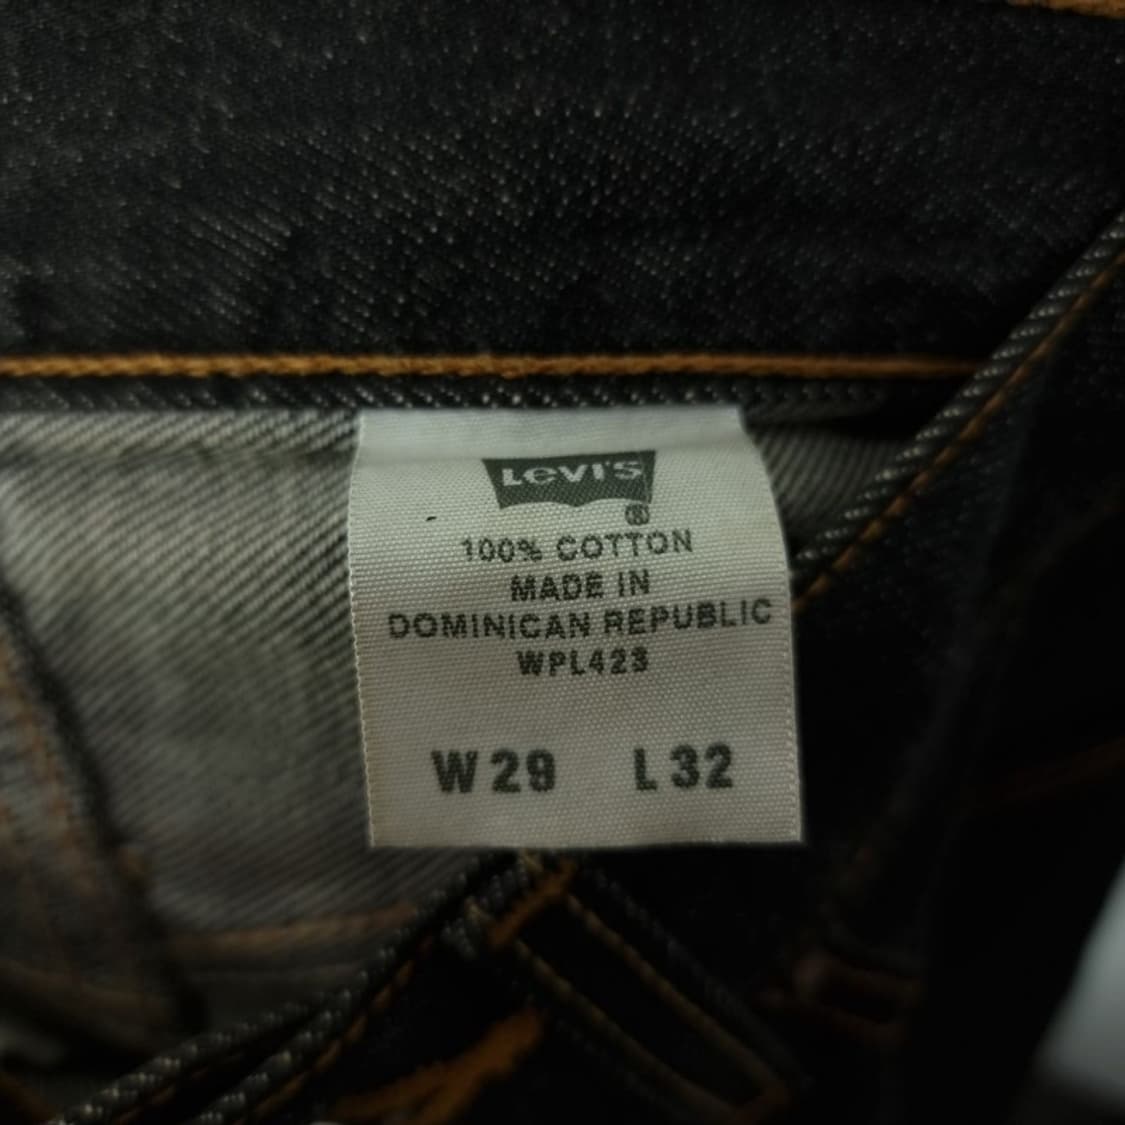 LEVI'S
®
100% COTTON
MADE IN
DOMINICAN REPUBLIC
WPL423
W29 L32